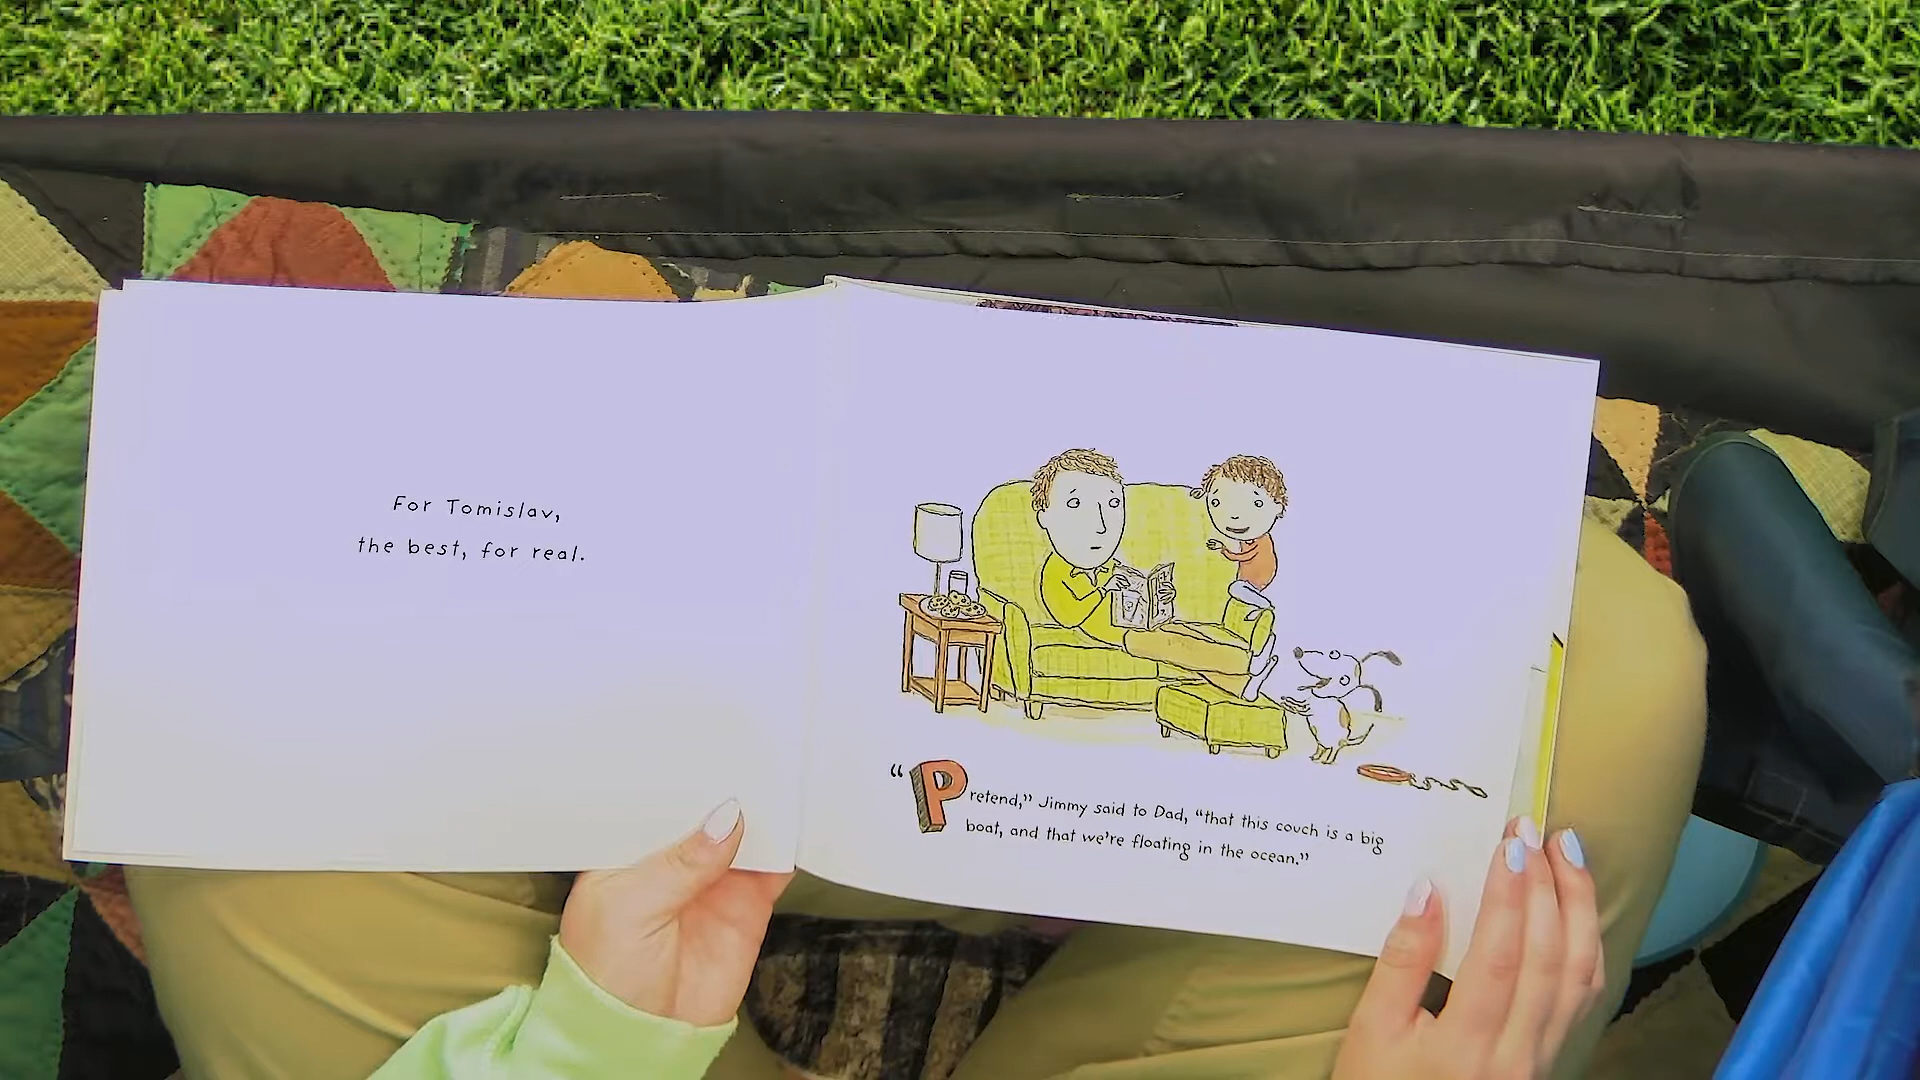 For Tomislav,
the best, for real.
“Pretend,” Jimmy said to Dad, “that this couch is a big
boat, and that we’re floating in the ocean.”